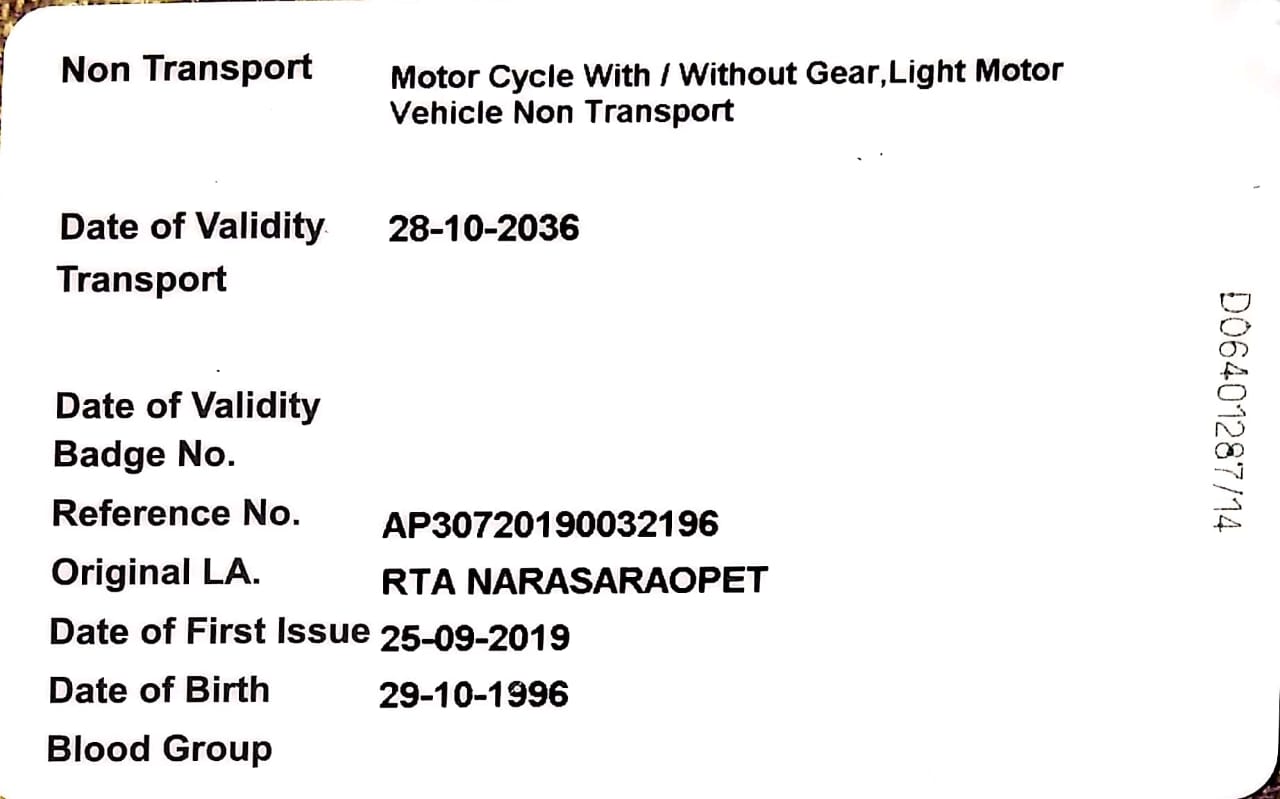 Non Transport Motor Cycle With / Without Gear,Light Motor
Vehicle Non Transport
Date of Validity 28-10-2036
Transport
Date of Validity
Badge No.
Reference No. AP30720190032196
Original LA. RTA NARASARAOPET
Date of First Issue 25-09-2019
Date of Birth 29-10-1996
Blood Group
D06401287/14